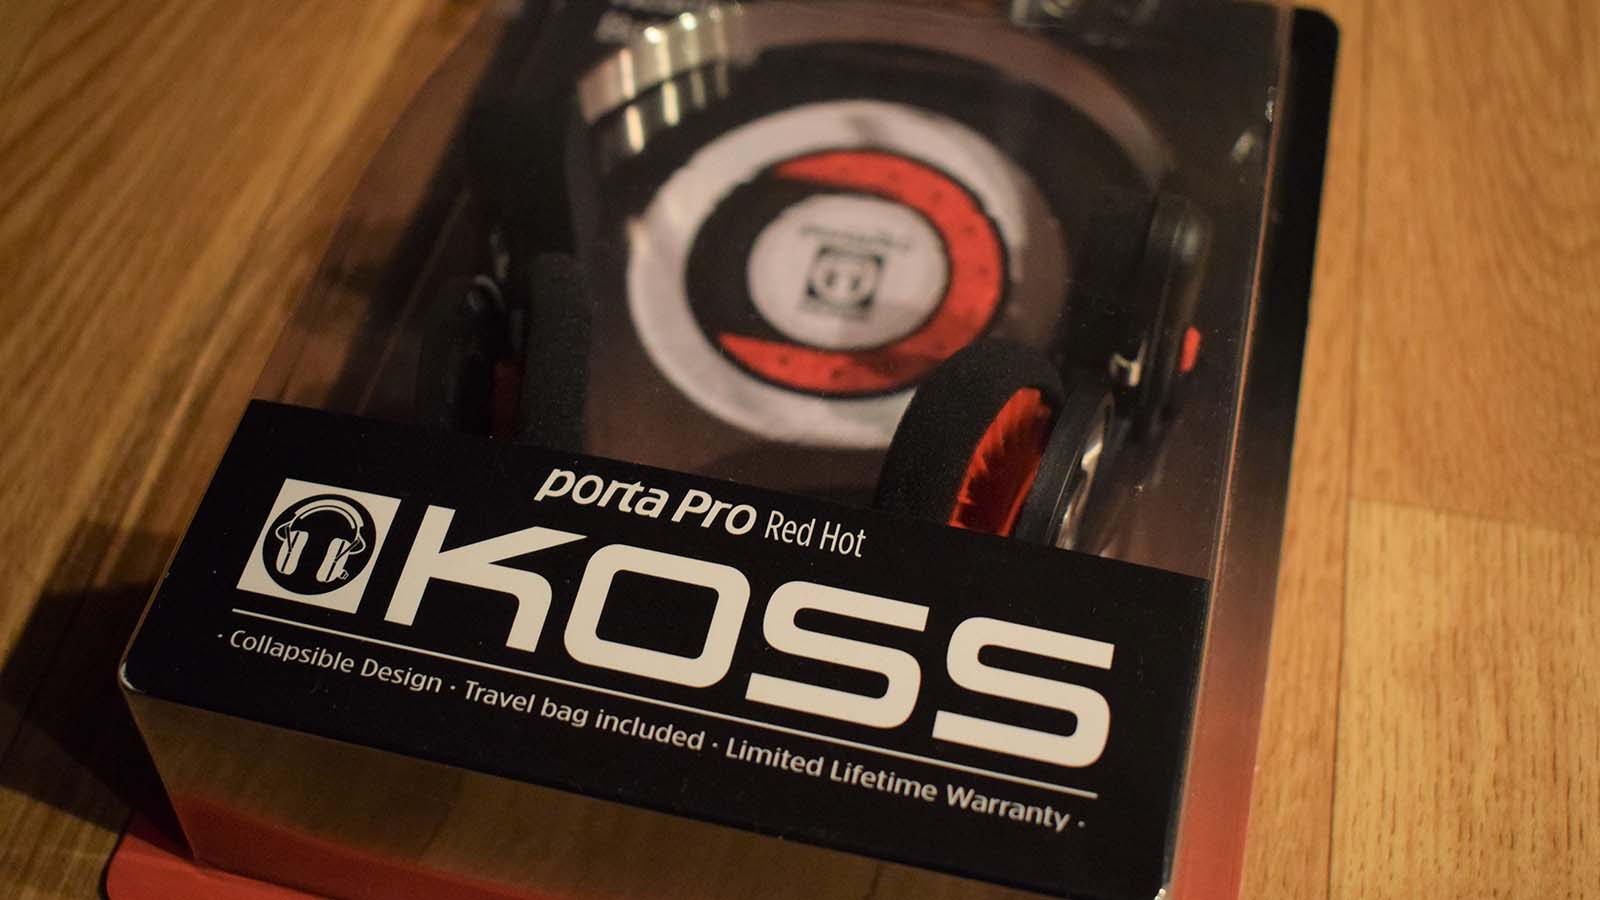 porta Pro Red Hot
KOSS
· Collapsible Design · Travel bag included · Limited Lifetime Warranty ·